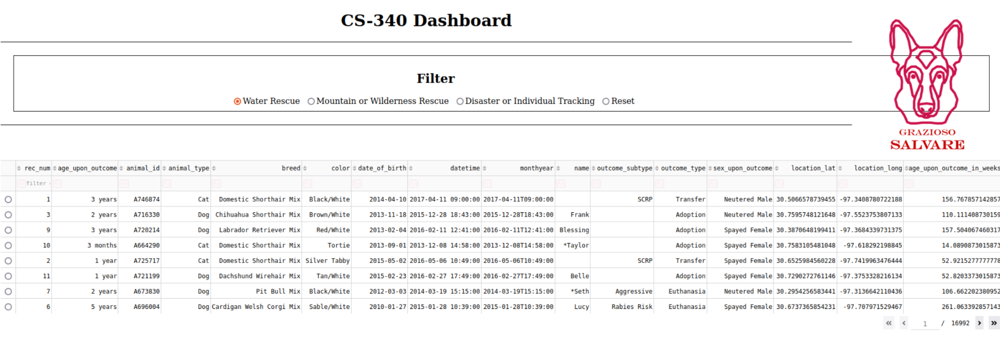 CS-340 Dashboard
Filter
Water Rescue Mountain or Wilderness Rescue Disaster or Individual Tracking Reset
GRAZIOSO
SALVARE
rec_num age_upon_outcome animal_id animal_type breed color date_of_birth datetime monthyear name outcome_subtype outcome_type sex_upon_outcome location_lat location_long age_upon_outcome_in_weeks
Aa filter Aa Aa Aa Aa Aa Aa Aa Aa Aa Aa Aa Aa Aa Aa Aa
1 3 years A746874 Cat Domestic Shorthair Mix Black/White 2014-04-10 2017-04-11 09:00:00 2017-04-11T09:00:00 SCRP Transfer Neutered Male 30.5066578739455 -97.3408780722188 156.767857142857
3 2 years A716330 Dog Chihuahua Shorthair Mix Brown/White 2013-11-18 2015-12-28 18:43:00 2015-12-28T18:43:00 Frank Adoption Neutered Male 30.7595748121648 -97.5523753807133 110.111408730159
9 3 years A720214 Dog Labrador Retriever Mix Red/White 2013-02-04 2016-02-11 12:41:00 2016-02-11T12:41:00 Blessing Adoption Spayed Female 30.3870648199411 -97.3684339731375 157.504067460317
10 3 months A664290 Cat Domestic Shorthair Mix Tortie 2013-09-01 2013-12-08 14:58:00 2013-12-08T14:58:00 *Taylor Adoption Spayed Female 30.7583105481048 -97.618292198845 14.0890873015873
2 1 year A725717 Cat Domestic Shorthair Mix Silver Tabby 2015-05-02 2016-05-06 10:49:00 2016-05-06T10:49:00 SCRP Transfer Spayed Female 30.6525984560228 -97.7419963476444 52.9215277777778
11 1 year A721199 Dog Dachshund Wirehair Mix Tan/White 2015-02-23 2016-02-27 17:49:00 2016-02-27T17:49:00 Belle Adoption Spayed Female 30.7290272761146 -97.3753328216134 52.8203373015873
7 2 years A673830 Dog Pit Bull Mix Black/White 2012-03-03 2014-03-19 15:15:00 2014-03-19T15:15:00 *Seth Aggressive Euthanasia Neutered Male 30.2954256583441 -97.3136642110436 106.662202380952
6 5 years A696004 Dog Cardigan Welsh Corgi Mix Sable/White 2010-01-27 2015-01-28 10:39:00 2015-01-28T10:39:00 Lucy Rabies Risk Euthanasia Spayed Female 30.6737365854231 -97.707971529467 261.063392857143
1 / 16992